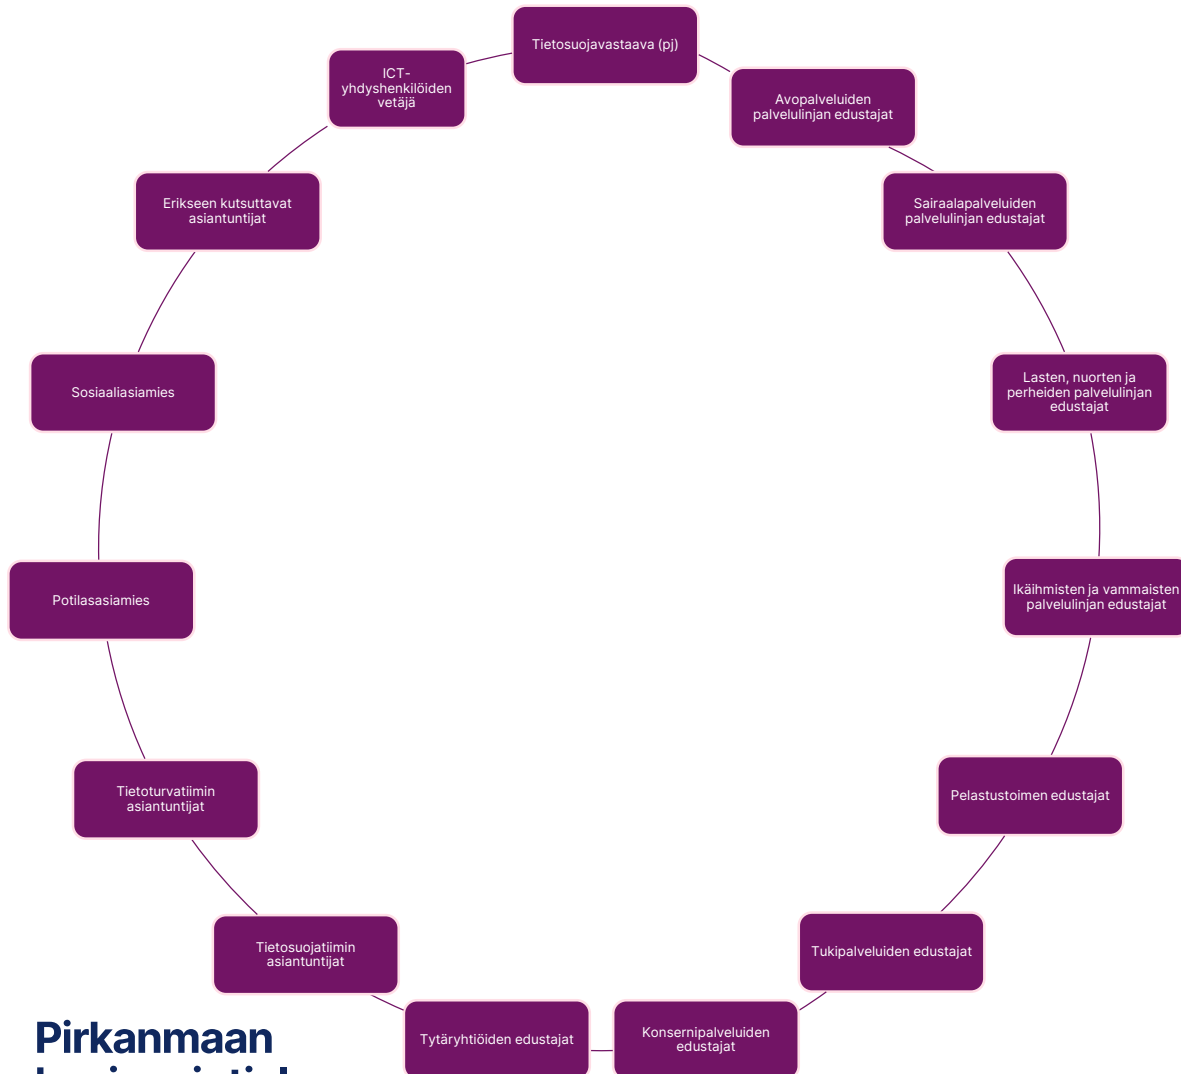 Tietosuojavastaava (pj)
Avopalveluiden
palvelulinjan edustajat
Sairaalapalveluiden
palvelulinjan edustajat
Lasten, nuorten ja
perheiden palvelulinjan
edustajat
Ikäihmisten ja vammaisten
palvelulinjan edustajat
Pelastustoimen edustajat
Tukipalveluiden edustajat
Konsernipalveluiden
edustajat
Tytäryhtiöiden edustajat
Tietosuojatiimin
asiantuntijat
Tietoturvatiimin
asiantuntijat
Potilasasiamies
Sosiaaliasiamies
Erikseen kutsuttavat
asiantuntijat
ICT-
yhdyshenkilöiden
vetäjä
Pirkanmaan